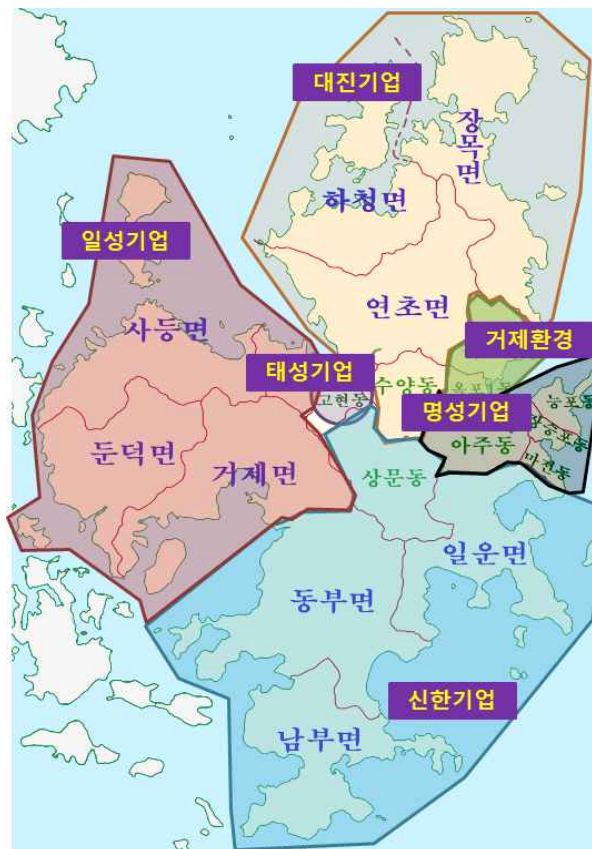 대진기업
장목면
하청면
일성기업
사등면
연초면
거제환경
태성기업
수양동
고현동
명성기업
능포동
장승포동
아주동
마전동
둔덕면
거제면
상문동
일운면
동부면
신한기업
남부면